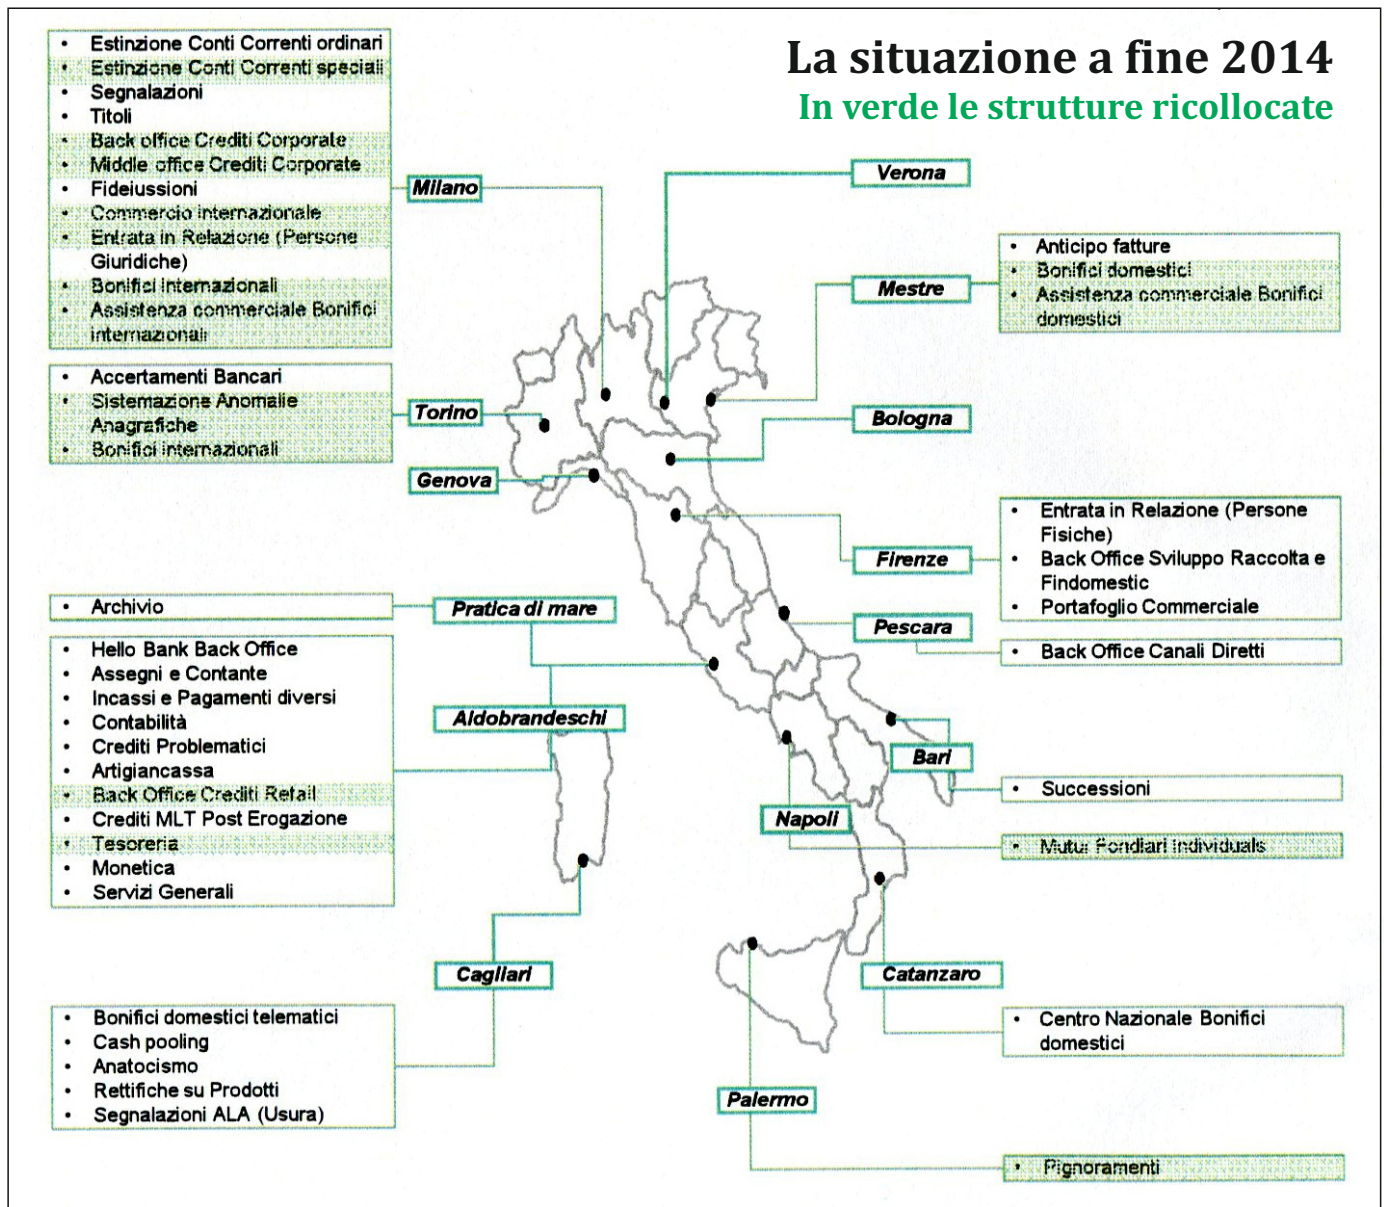 La situazione a fine 2014
In verde le strutture ricollocate
• Estinzione Conti Correnti ordinari
• Estinzione Conti Correnti speciali
• Segnalazioni
• Titoli
• Back office Crediti Corporate
• Middle office Crediti Corporate
• Fideiussioni
• Commercio internazionale
• Entrata in Relazione (Persone
Giuridiche)
• Bonifici Internazionali
• Assistenza commerciale Bonifici
internazionali
Milano
• Accertamenti Bancari
• Sistemazione Anomalie
Anagrafiche
• Bonifici internazionali
Torino
Genova
Verona
Mestre
• Anticipo fatture
• Bonifici domestici
• Assistenza commerciale Bonifici
domestici
Bologna
Firenze
• Entrata in Relazione (Persone
Fisiche)
• Back Office Sviluppo Raccolta e
Findomestic
• Portafoglio Commerciale
Pescara
• Back Office Canali Diretti
• Archivio
Pratica di mare
• Hello Bank Back Office
• Assegni e Contante
• Incassi e Pagamenti diversi
• Contabilità
• Crediti Problematici
• Artigiancassa
• Back Office Crediti Retail
• Crediti MLT Post Erogazione
• Tesoreria
• Monetica
• Servizi Generali
Aldobrandeschi
Bari
• Successioni
Napoli
• Mutui Fondiari Individuals
Cagliari
• Bonifici domestici telematici
• Cash pooling
• Anatocismo
• Rettifiche su Prodotti
• Segnalazioni ALA (Usura)
Catanzaro
• Centro Nazionale Bonifici
domestici
Palermo
• Pignoramenti